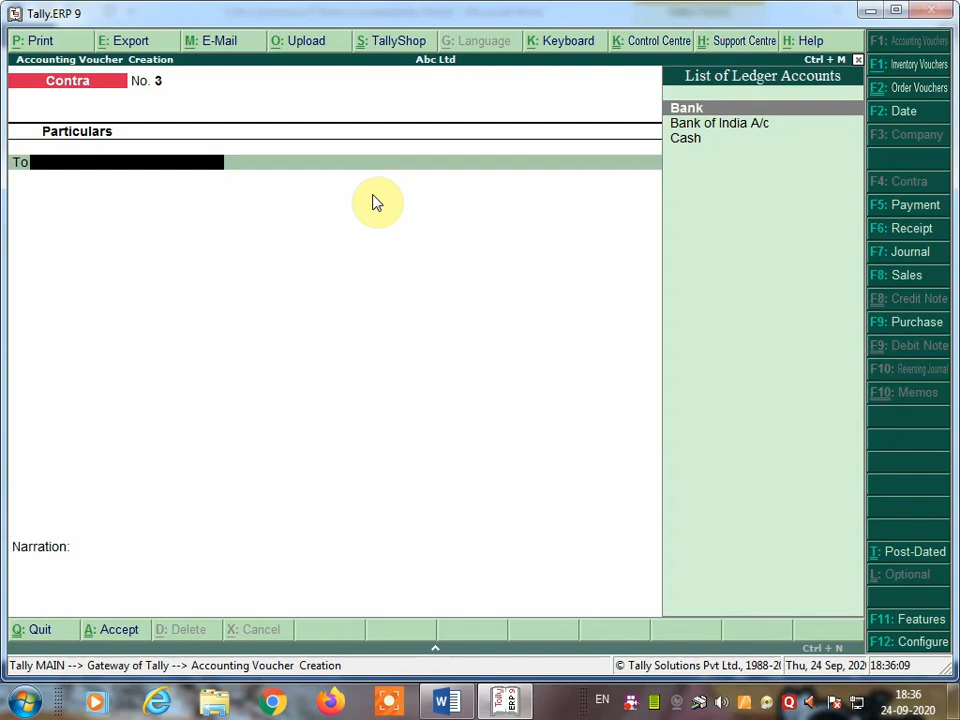 Tally.ERP 9
P: Print E: Export M: E-Mail O: Upload S: TallyShop G: Language K: Keyboard K: Control Centre H: Support Centre H: Help
Accounting Voucher Creation Abc Ltd Ctrl + M
Contra No. 3
List of Ledger Accounts
Particulars
Bank
Bank of India A/c
Cash
To
F1: Accounting Vouchers
F1: Inventory Vouchers
F2: Order Vouchers
F2: Date
F3: Company
F4: Contra
F5: Payment
F6: Receipt
F7: Journal
F8: Sales
F8: Credit Note
F9: Purchase
F9: Debit Note
F10: Reversing Journal
F10: Memos
T: Post-Dated
L: Optional
F11: Features
F12: Configure
Narration:
Q: Quit A: Accept D: Delete X: Cancel
Ctrl + N
Tally MAIN --> Gateway of Tally --> Accounting Voucher Creation © Tally Solutions Pvt Ltd., 1988-20 Thu, 24 Sep, 2020 18:36:09
EN 18:36
24-09-2020